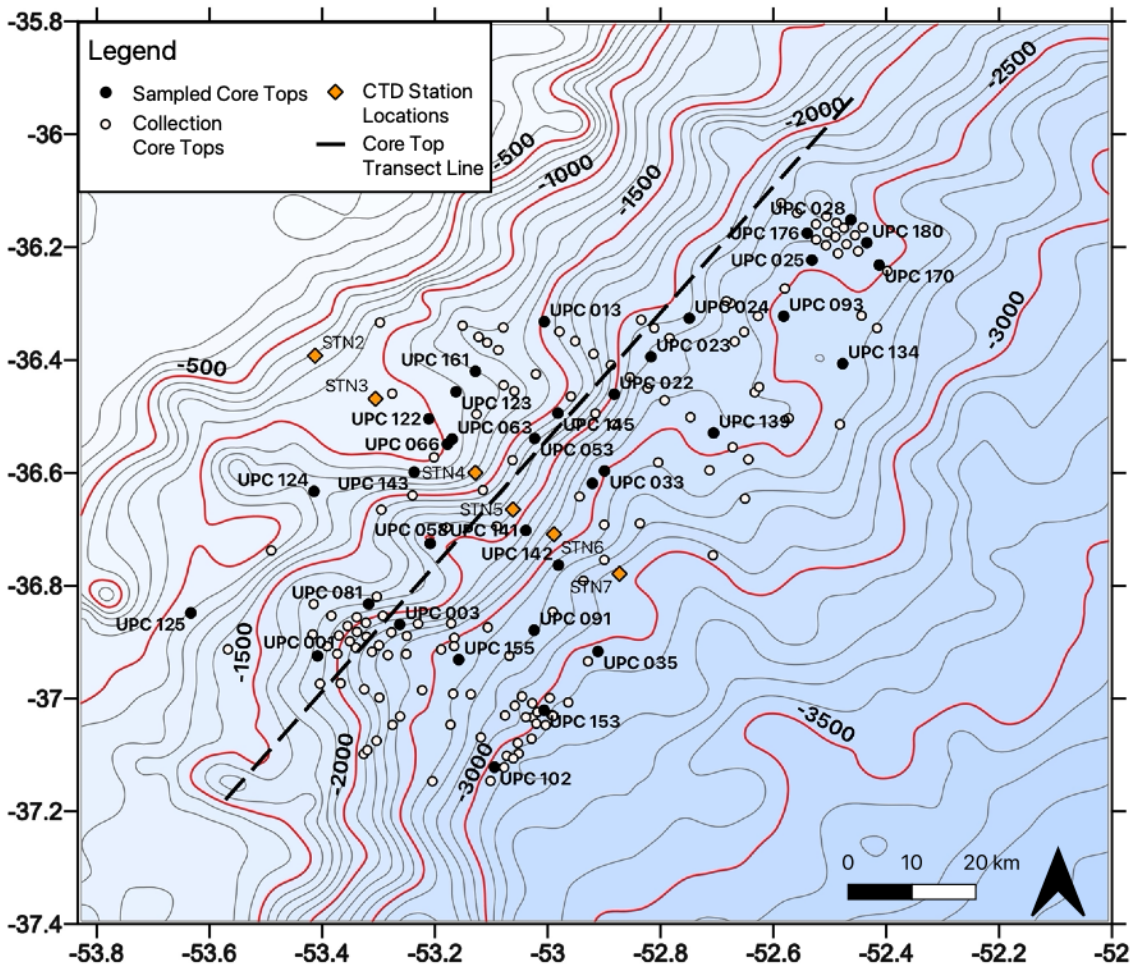 -35.8
-36
-36.2
-36.4
-36.6
-36.8
-37
-37.2
-37.4
Legend
Sampled Core Tops
Collection
Core Tops
CTD Station
Locations
Core Top
Transect Line
-500
-1000
-1500
-2000
-2500
UPC 028
UPC 176
UPC 180
UPC 025
UPC 170
UPC 013
UPC 024
UPC 093
-3000
STN2
UPC 023
UPC 134
-500
UPC 161
STN3
UPC 022
UPC 123
UPC 122
UPC 063
UPC 145
UPC 139
UPC 066
UPC 053
STN4
UPC 124
UPC 143
UPC 033
STN5
UPC 058
UPC 141
UPC 142
STN6
STN7
UPC 081
UPC 003
UPC 125
UPC 091
UPC 001
UPC 155
UPC 035
-1500
UPC 153
-3500
-2000
-3000
UPC 102
0 10 20 km
-53.8 -53.6 -53.4 -53.2 -53 -52.8 -52.6 -52.4 -52.2 -52